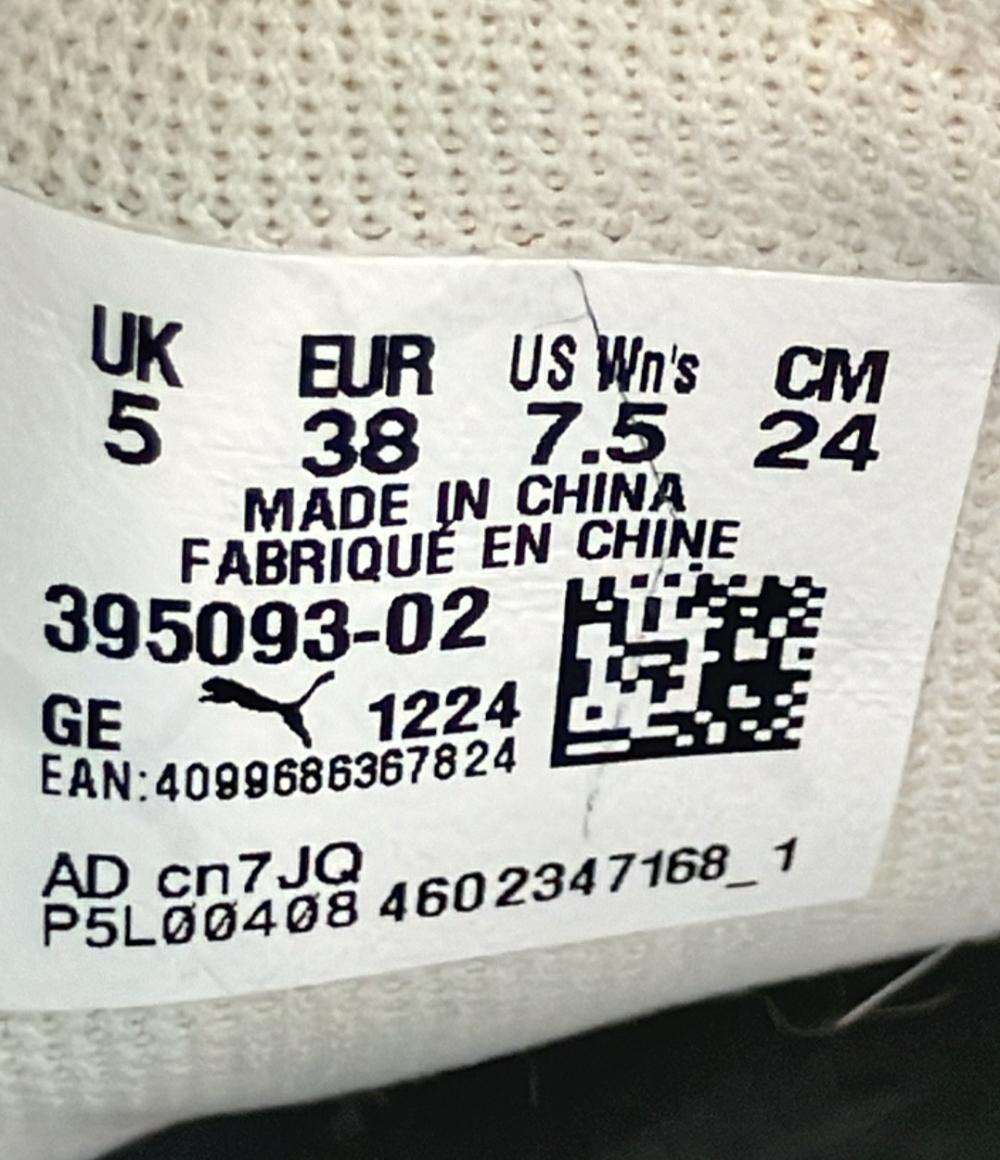 UK EUR US Wn's CM
5 38 7.5 24
MADE IN CHINA
FABRIQUÉ EN CHINE
395093-02
GE 1224
EAN:4099686367824
AD cn7JQ
P5L00408 4602347168_1